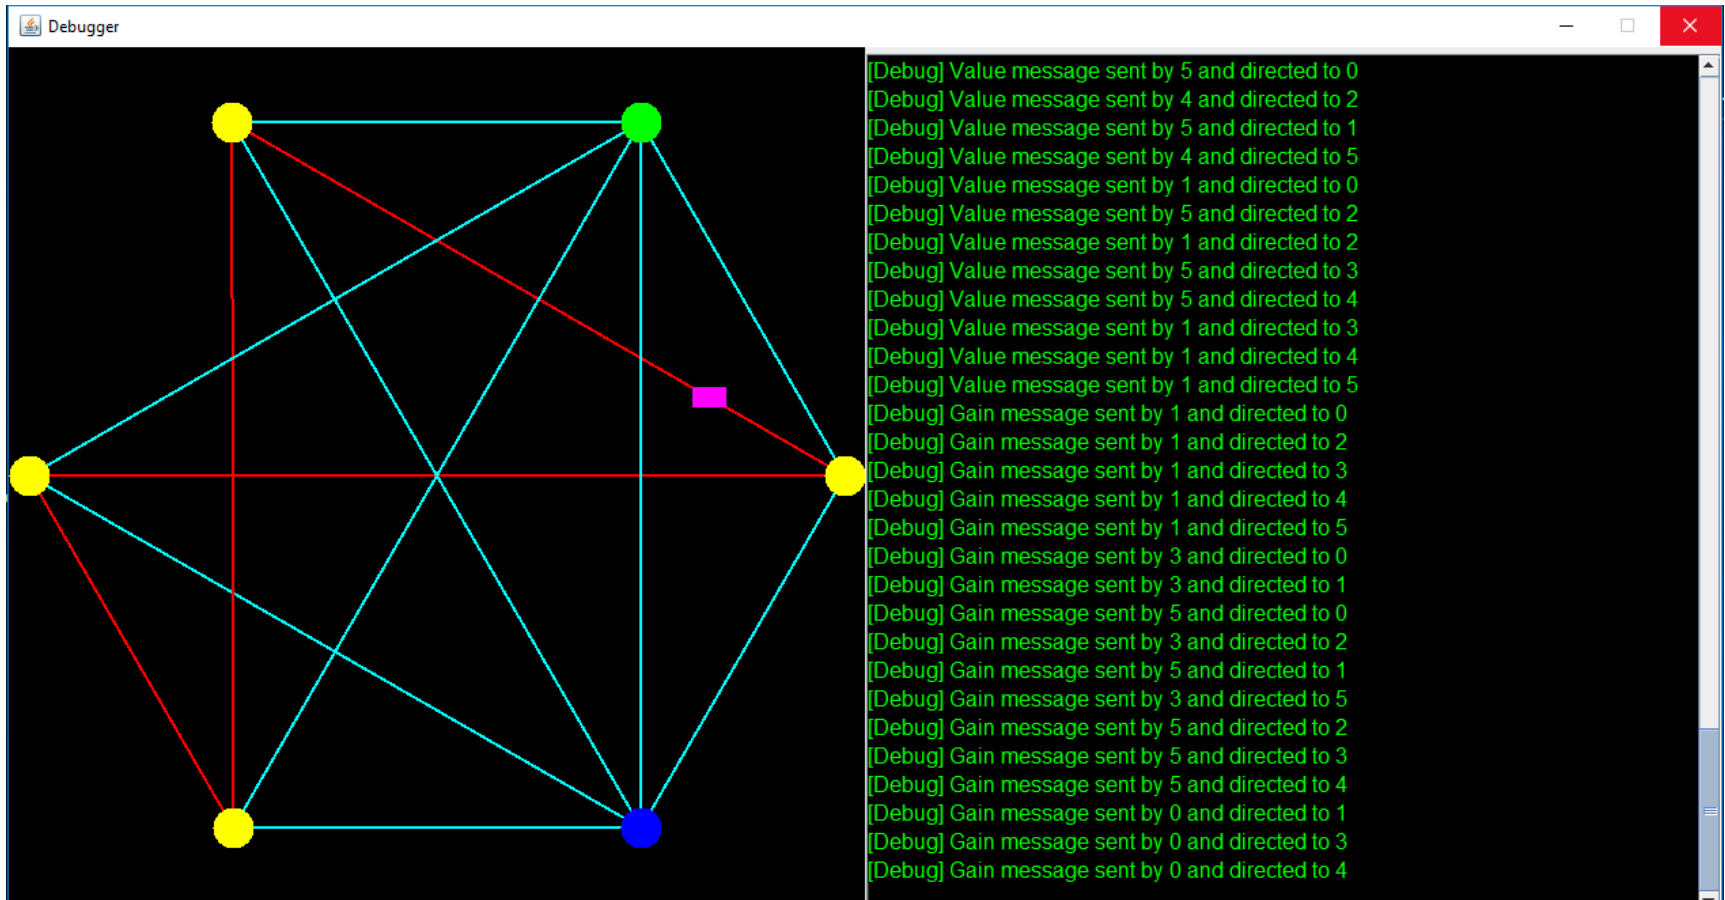 Debugger
[Debug] Value message sent by 5 and directed to 0
[Debug] Value message sent by 4 and directed to 2
[Debug] Value message sent by 5 and directed to 1
[Debug] Value message sent by 4 and directed to 5
[Debug] Value message sent by 1 and directed to 0
[Debug] Value message sent by 5 and directed to 2
[Debug] Value message sent by 1 and directed to 2
[Debug] Value message sent by 5 and directed to 3
[Debug] Value message sent by 5 and directed to 4
[Debug] Value message sent by 1 and directed to 3
[Debug] Value message sent by 1 and directed to 4
[Debug] Value message sent by 1 and directed to 5
[Debug] Gain message sent by 1 and directed to 0
[Debug] Gain message sent by 1 and directed to 2
[Debug] Gain message sent by 1 and directed to 3
[Debug] Gain message sent by 1 and directed to 4
[Debug] Gain message sent by 1 and directed to 5
[Debug] Gain message sent by 3 and directed to 0
[Debug] Gain message sent by 3 and directed to 1
[Debug] Gain message sent by 5 and directed to 0
[Debug] Gain message sent by 3 and directed to 2
[Debug] Gain message sent by 5 and directed to 1
[Debug] Gain message sent by 3 and directed to 5
[Debug] Gain message sent by 5 and directed to 2
[Debug] Gain message sent by 5 and directed to 3
[Debug] Gain message sent by 5 and directed to 4
[Debug] Gain message sent by 0 and directed to 1
[Debug] Gain message sent by 0 and directed to 3
[Debug] Gain message sent by 0 and directed to 4